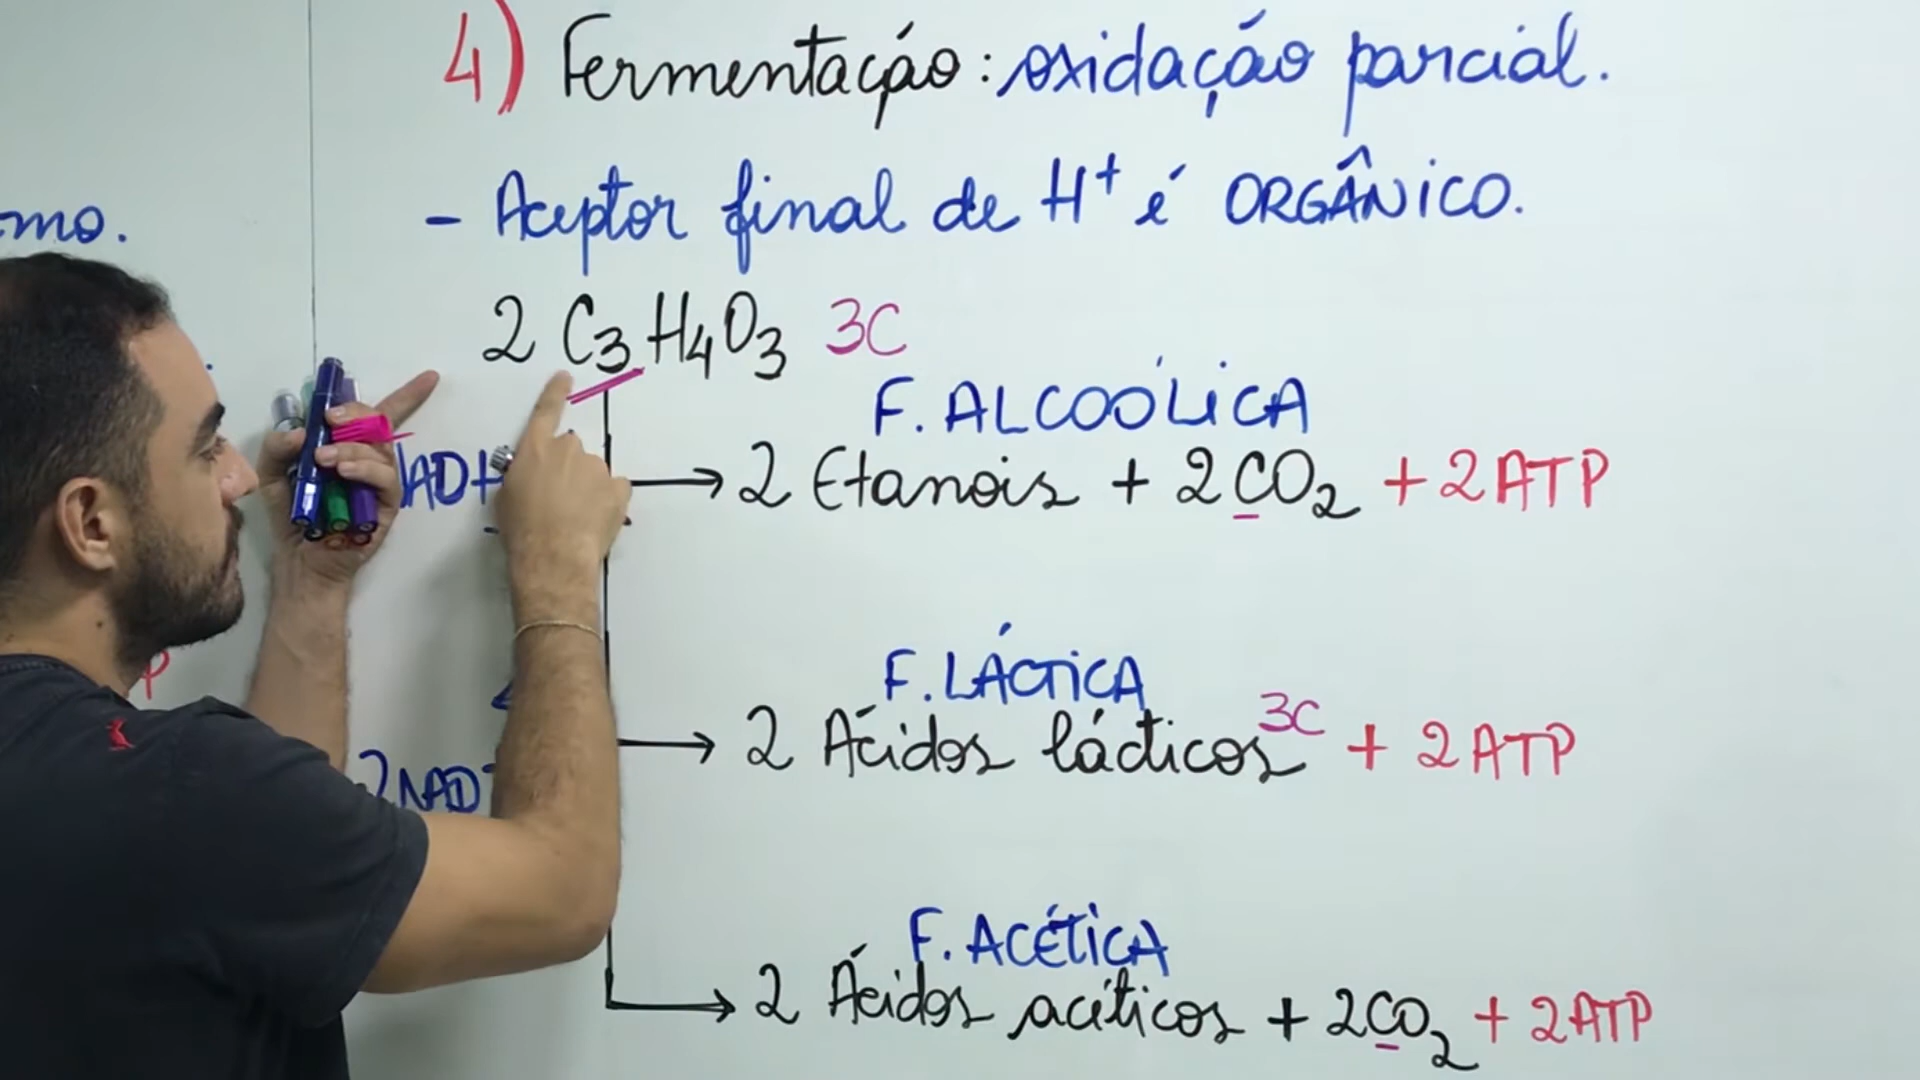 4) Fermentação: oxidação parcial.
- Aceptor final de H⁺ é ORGÂNICO.
mo.
2 C₃H₄O₃ 3C
F. ALCOÓLICA
2 Etanois + 2CO₂ + 2ATP
F. LÁCTICA
2 Ácidos lácticos 3C + 2ATP
2NAD
F. ACÉTICA
2 Ácidos acéticos + 2CO₂ + 2ATP